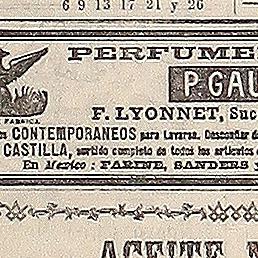 6 9 13 17 21 y 26
PERFUME
P. GAU
FABRICA
F. LYONNET, Suc
CONTEMPORANEOS para Lavarse. Desconfiar d
CASTILLA, surtido completo de todos los articulos
En Mexico: FARINE, SANDERS y
ACEITE